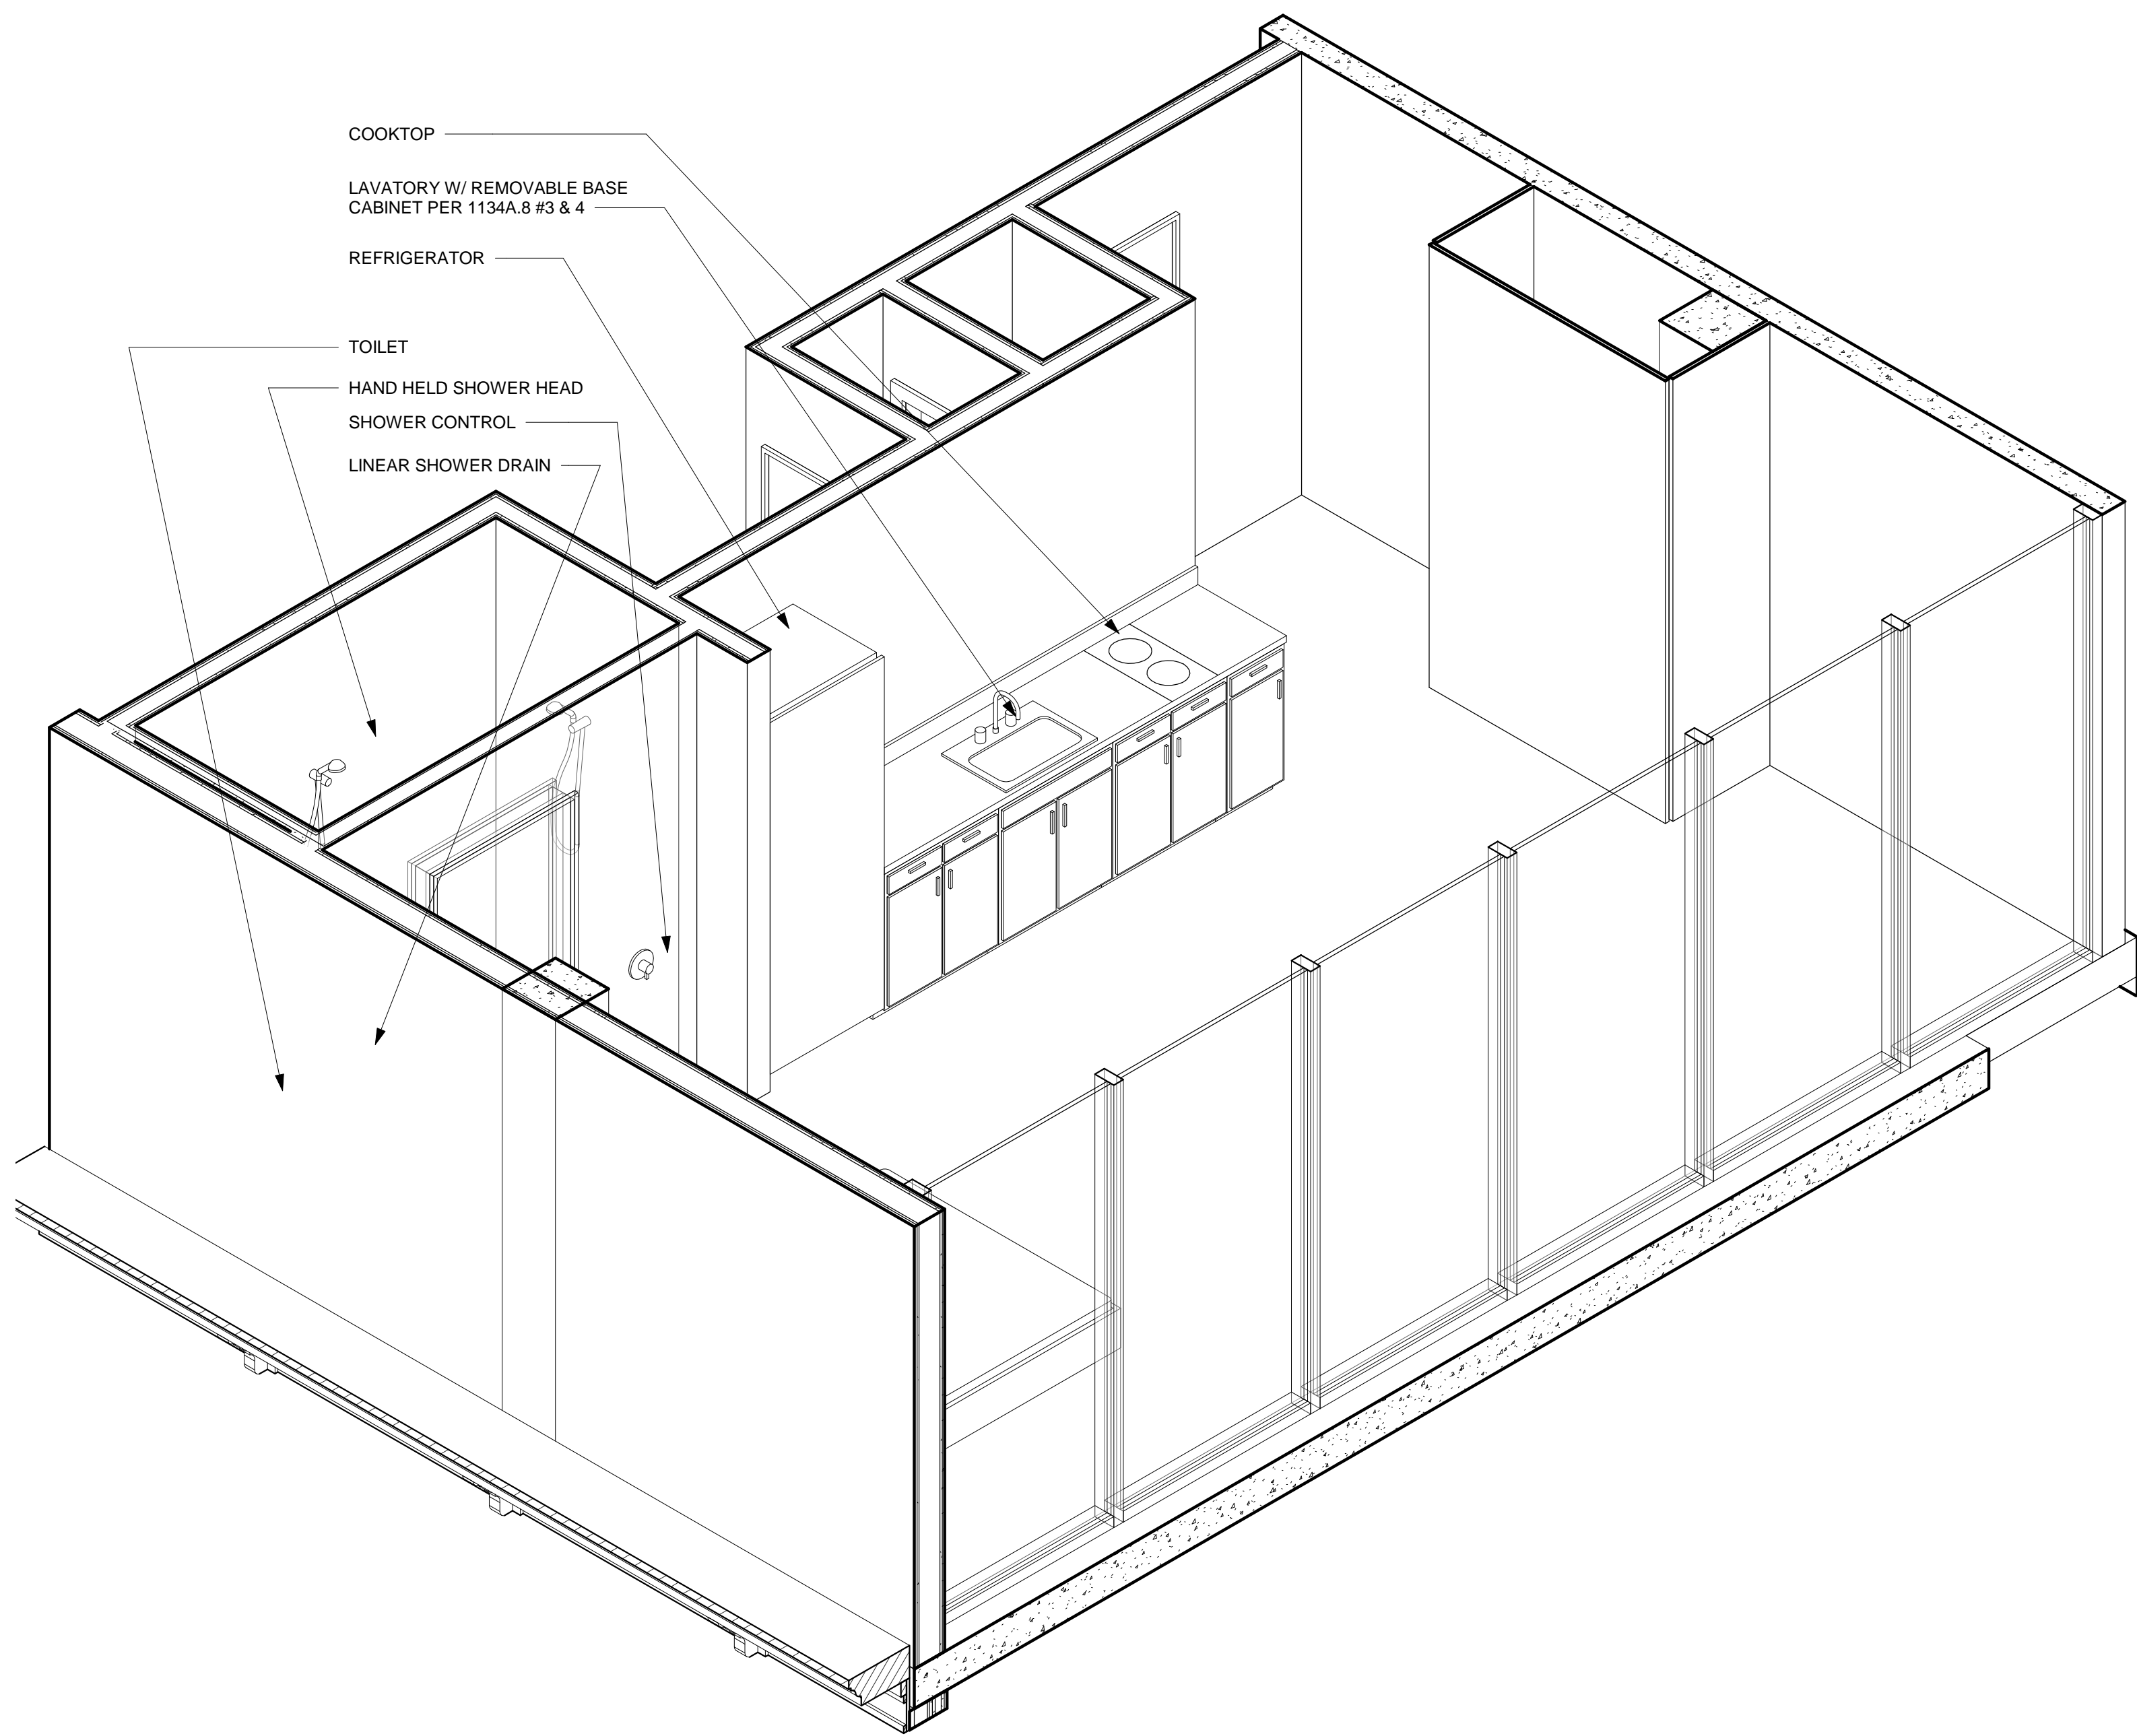 COOKTOP
LAVATORY W/ REMOVABLE BASE
CABINET PER 1134A.8 #3 & 4
REFRIGERATOR
TOILET
HAND HELD SHOWER HEAD
SHOWER CONTROL
LINEAR SHOWER DRAIN